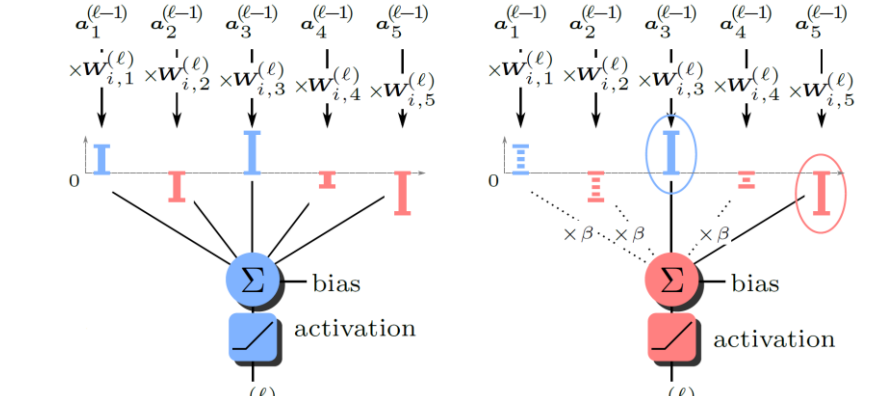 a_1^{(ℓ−1)} a_2^{(ℓ−1)} a_3^{(ℓ−1)} a_4^{(ℓ−1)} a_5^{(ℓ−1)} a_1^{(ℓ−1)} a_2^{(ℓ−1)} a_3^{(ℓ−1)} a_4^{(ℓ−1)} a_5^{(ℓ−1)}
×W_{i,1}^{(ℓ)} ×W_{i,2}^{(ℓ)} ×W_{i,3}^{(ℓ)} ×W_{i,4}^{(ℓ)} ×W_{i,5}^{(ℓ)} ×W_{i,1}^{(ℓ)} ×W_{i,2}^{(ℓ)} ×W_{i,3}^{(ℓ)} ×W_{i,4}^{(ℓ)} ×W_{i,5}^{(ℓ)}
0 0
×β ×β ×β
Σ bias Σ bias
activation activation
(ℓ) (ℓ)